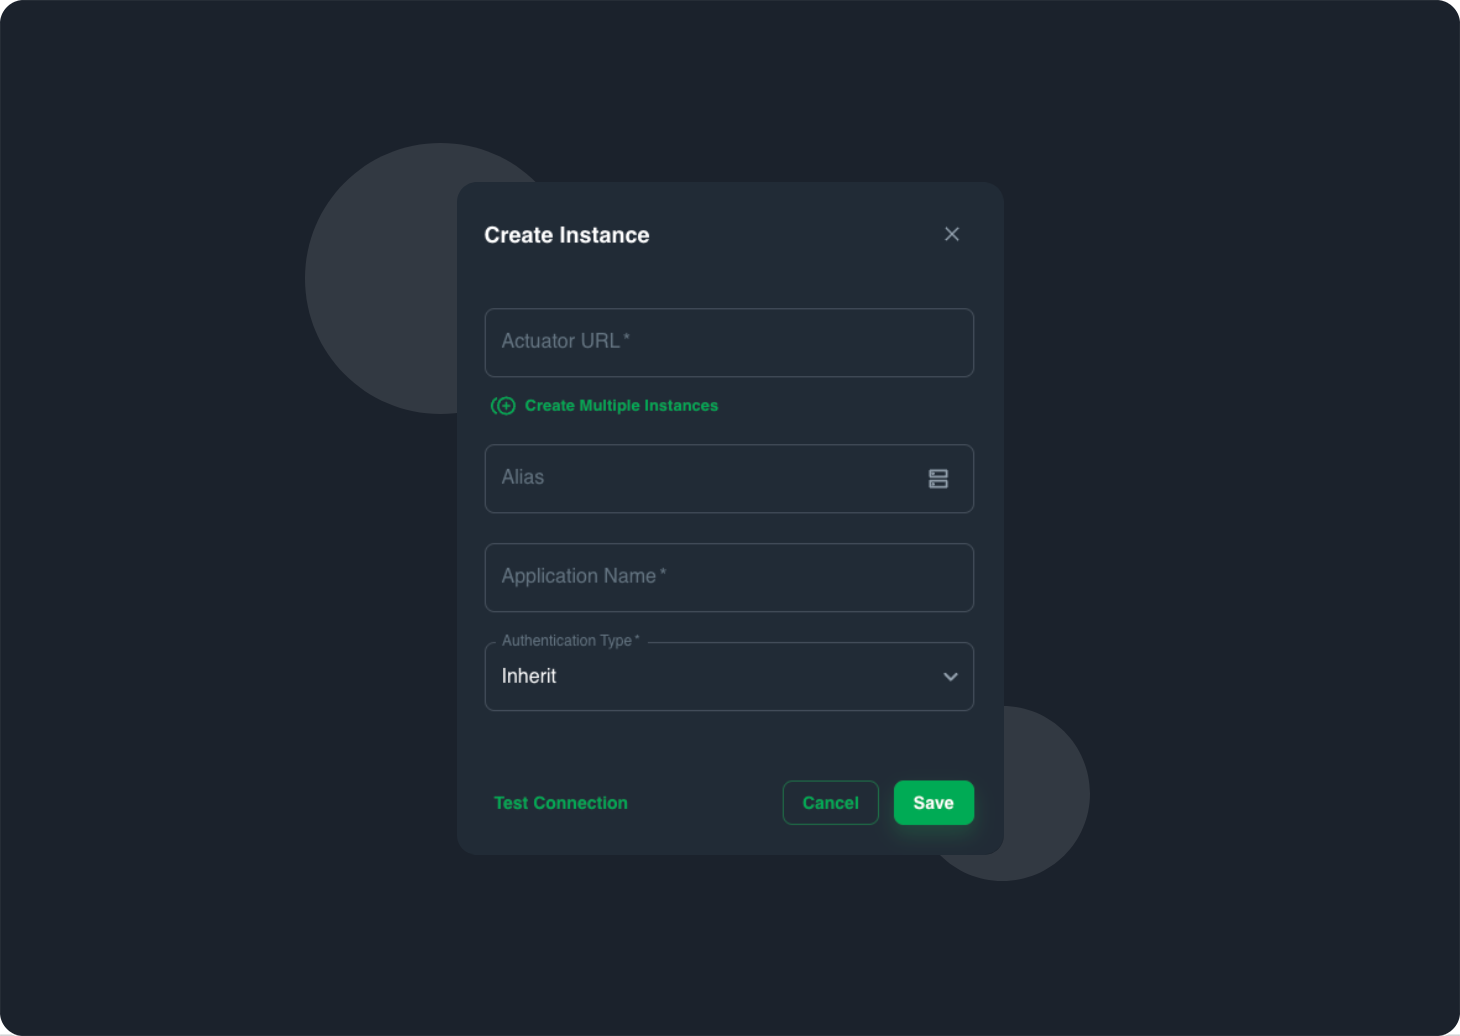 Create Instance
Actuator URL*
Create Multiple Instances
Alias
Application Name*
Authentication Type*
Inherit
Test Connection
Cancel
Save